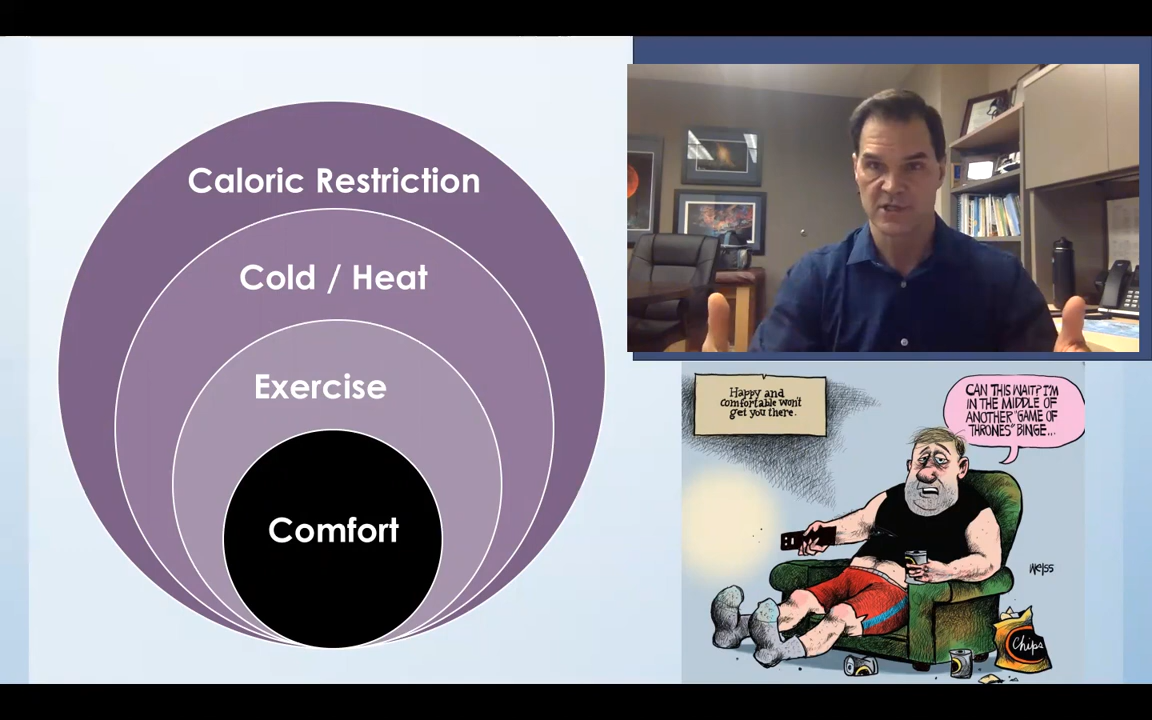 Caloric Restriction
Cold / Heat
Exercise
Comfort
Happy and
comfortable won't
get you there.
CAN THIS WAIT? I'M
IN THE MIDDLE OF
ANOTHER "GAME OF
THRONES" BINGE...
WEISS
Chips